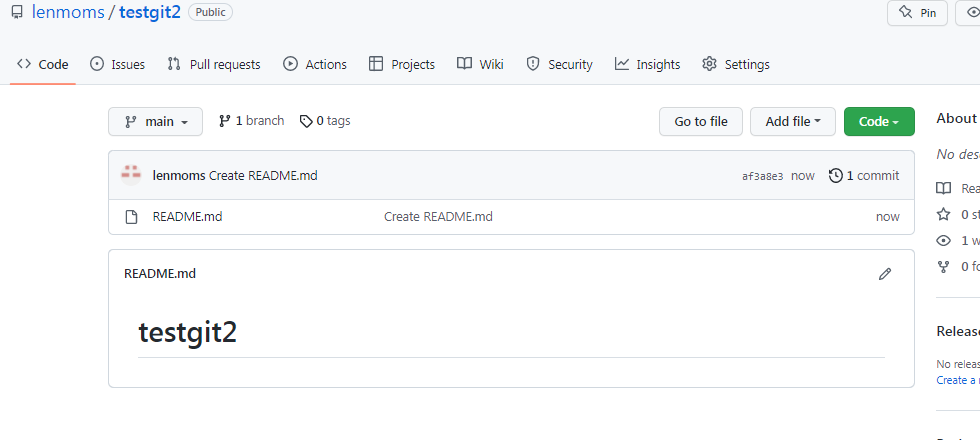 lenmoms / testgit2 Public Pin
Code Issues Pull requests Actions Projects Wiki Security Insights Settings
main 1 branch 0 tags Go to file Add file Code About
No des
lenmoms Create README.md af3a8e3 now 1 commit
Rea
README.md Create README.md now
0 st
1 w
0 fo
README.md
testgit2
Releas
No releas
Create a